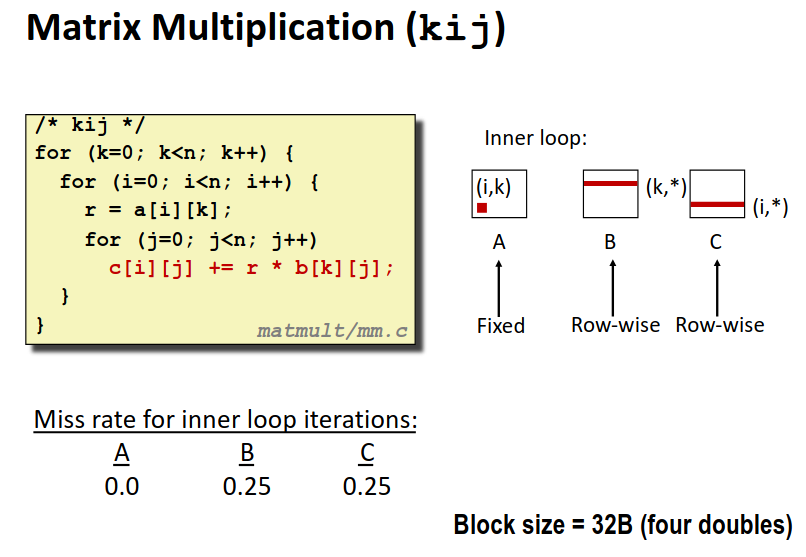 Matrix Multiplication (kij)
/* kij */
for (k=0; k<n; k++) {
for (i=0; i<n; i++) {
r = a[i][k];
for (j=0; j<n; j++)
c[i][j] += r * b[k][j];
}
}
matmult/mm.c
Inner loop:
(i,k)
(k,*)
(i,*)
A B C
Fixed Row-wise Row-wise
Miss rate for inner loop iterations:
A B C
0.0 0.25 0.25
Block size = 32B (four doubles)